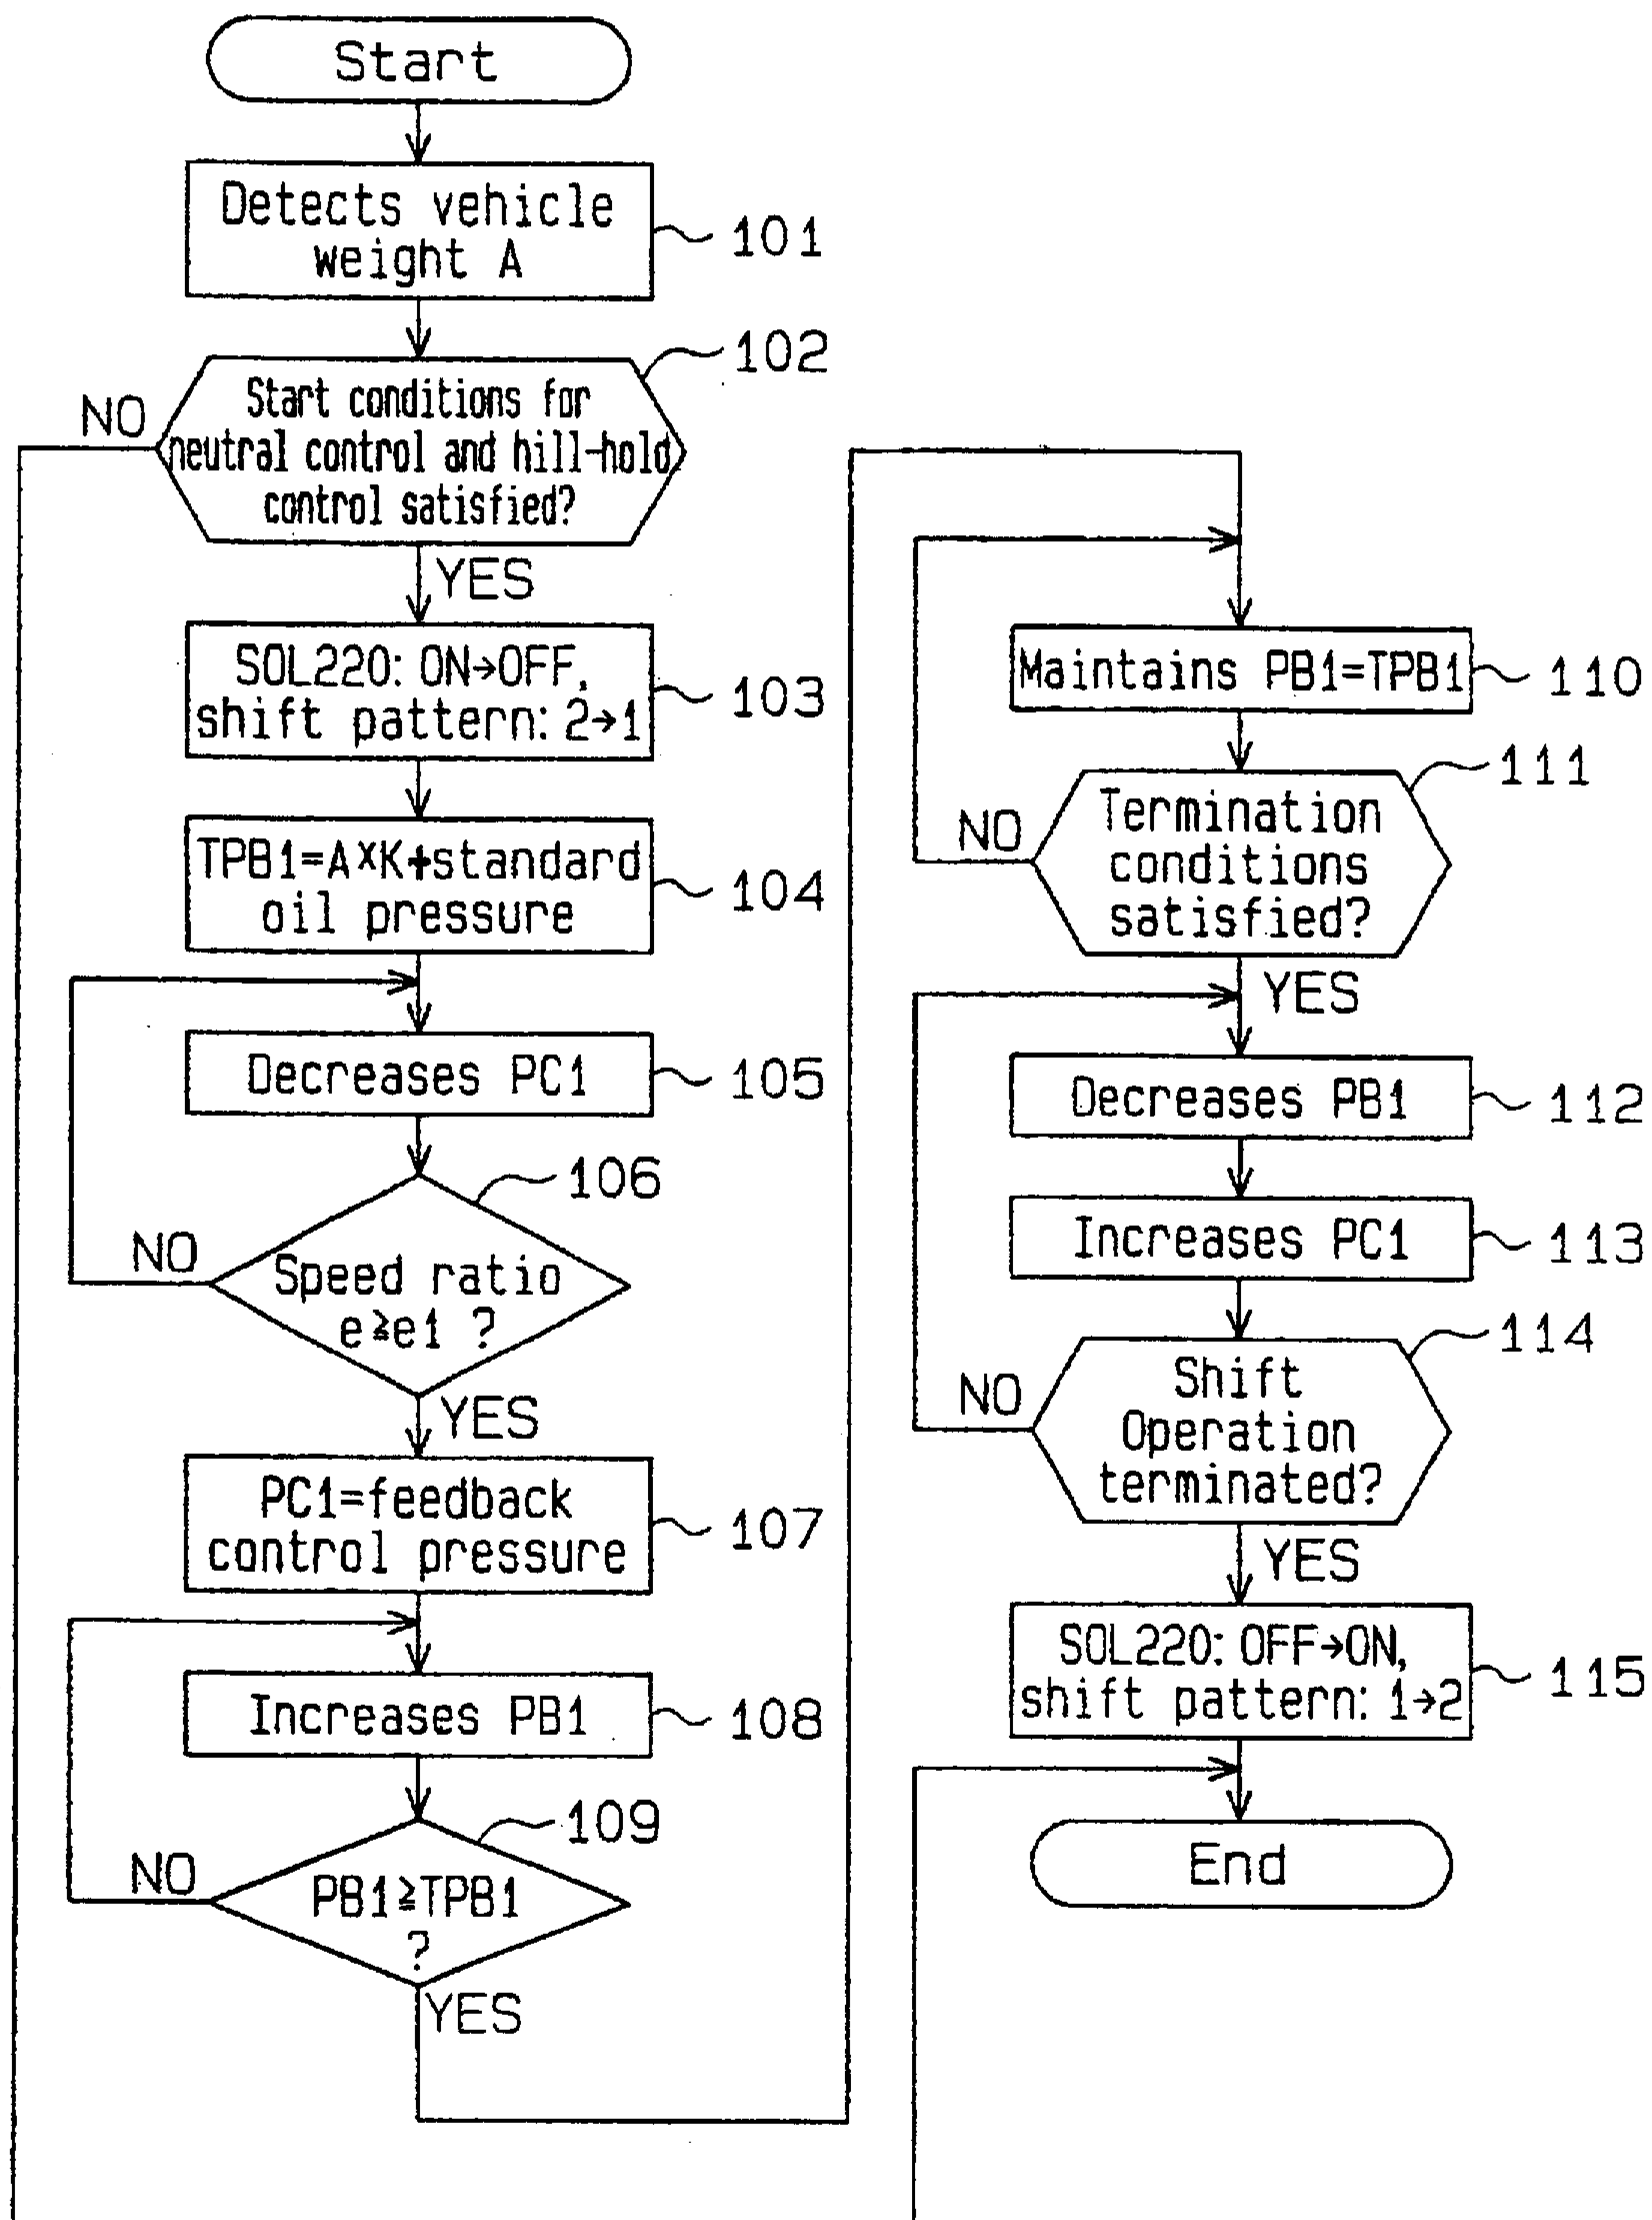 Start
Detects vehicle
weight A
101
102
NO
Start conditions for
neutral control and hill-hold
control satisfied?
YES
SOL220: ON→OFF,
shift pattern: 2→1
103
TPB1=A×K+standard
oil pressure
104
Decreases PC1
105
106
NO
Speed ratio
e≧e1 ?
YES
PC1=feedback
control pressure
107
Increases PB1
108
109
NO
PB1≧TPB1
?
YES
Maintains PB1=TPB1
110
111
NO
Termination
conditions
satisfied?
YES
Decreases PB1
112
Increases PC1
113
114
NO
Shift
Operation
terminated?
YES
SOL220: OFF→ON,
shift pattern: 1→2
115
End